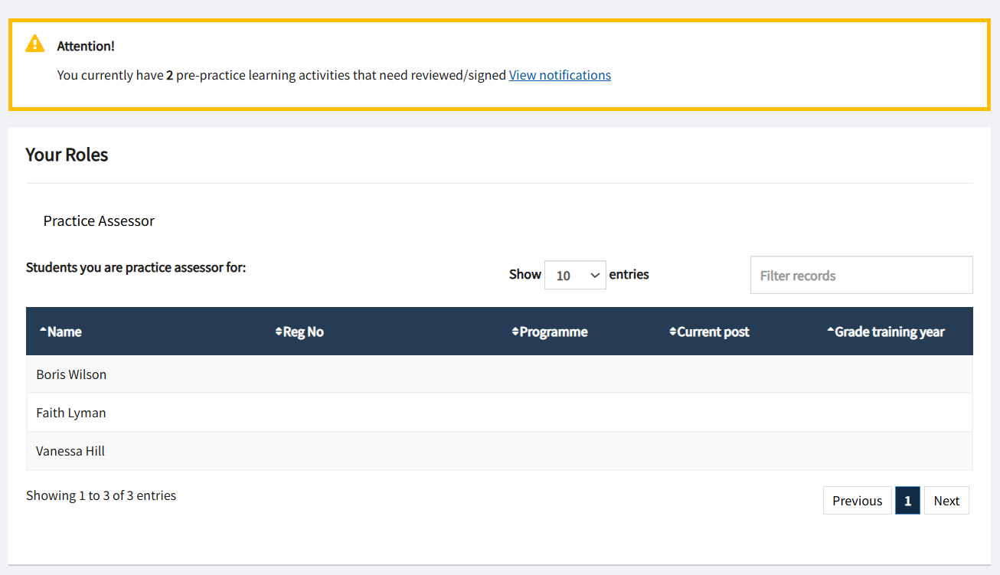 Attention!
You currently have 2 pre-practice learning activities that need reviewed/signed View notifications
Your Roles
Practice Assessor
Students you are practice assessor for:
Show 10 entries
Filter records
Name Reg No Programme Current post Grade training year
Boris Wilson
Faith Lyman
Vanessa Hill
Showing 1 to 3 of 3 entries
Previous 1 Next